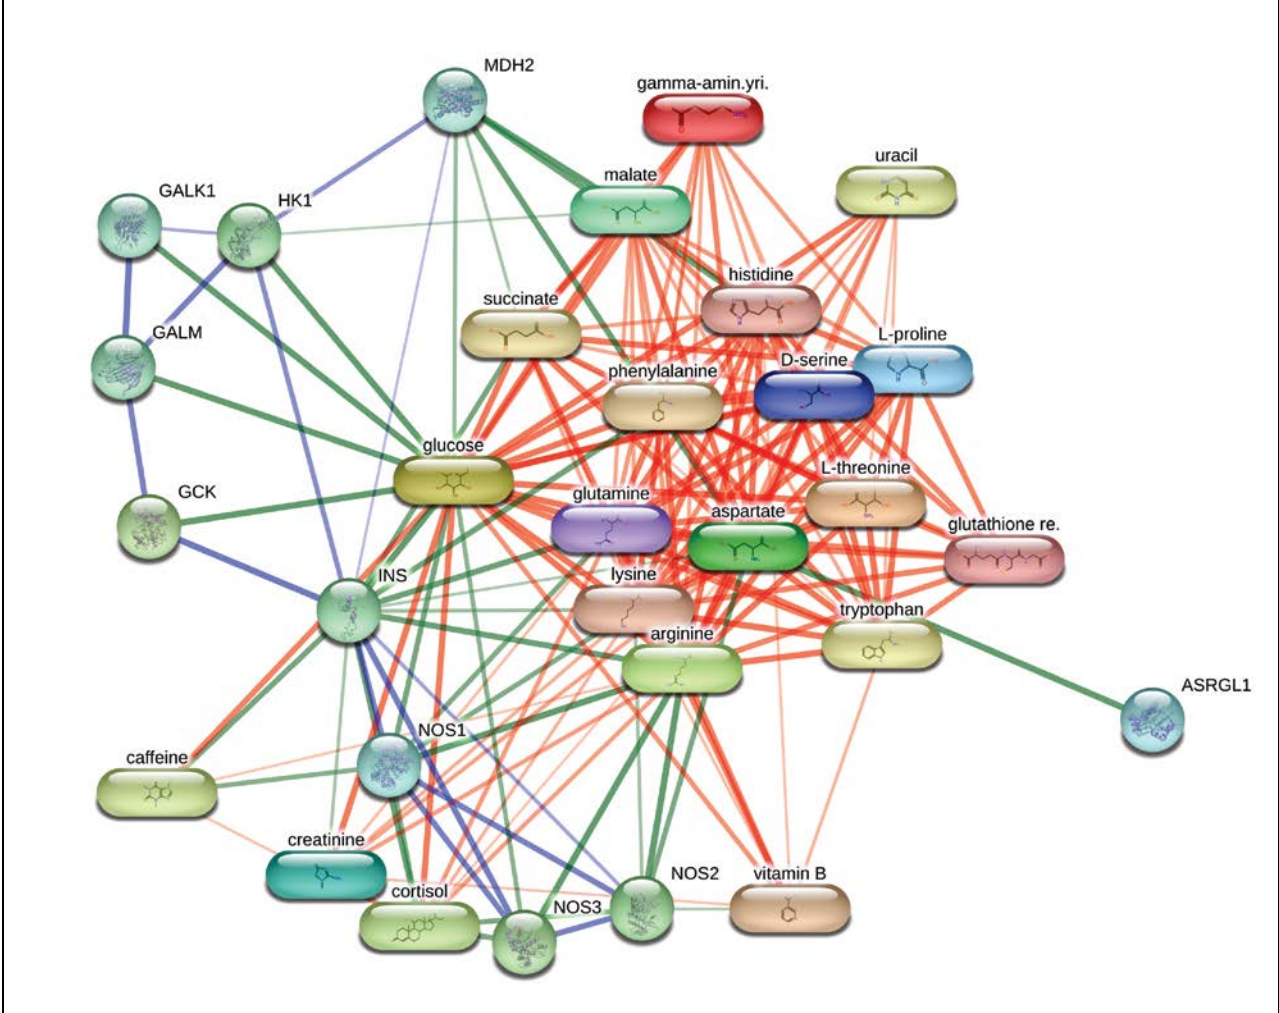 MDH2
gamma-amin.yri.
uracil
malate
GALK1
HK1
histidine
succinate
GALM
L-proline
D-serine
phenylalanine
glucose
L-threonine
GCK
glutamine
aspartate
glutathione re.
INS
lysine
tryptophan
arginine
ASRGL1
NOS1
caffeine
creatinine
NOS2
vitamin B
cortisol
NOS3